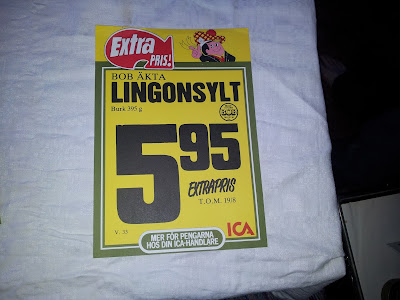 Extra
PRIS!
BOB ÄKTA
LINGONSYLT
Burk 395 g
BOB
5 95
EXTRAPRIS
T.O.M. 19/8
V. 33
ICA
MER FÖR PENGARNA
HOS DIN ICA-HANDLARE